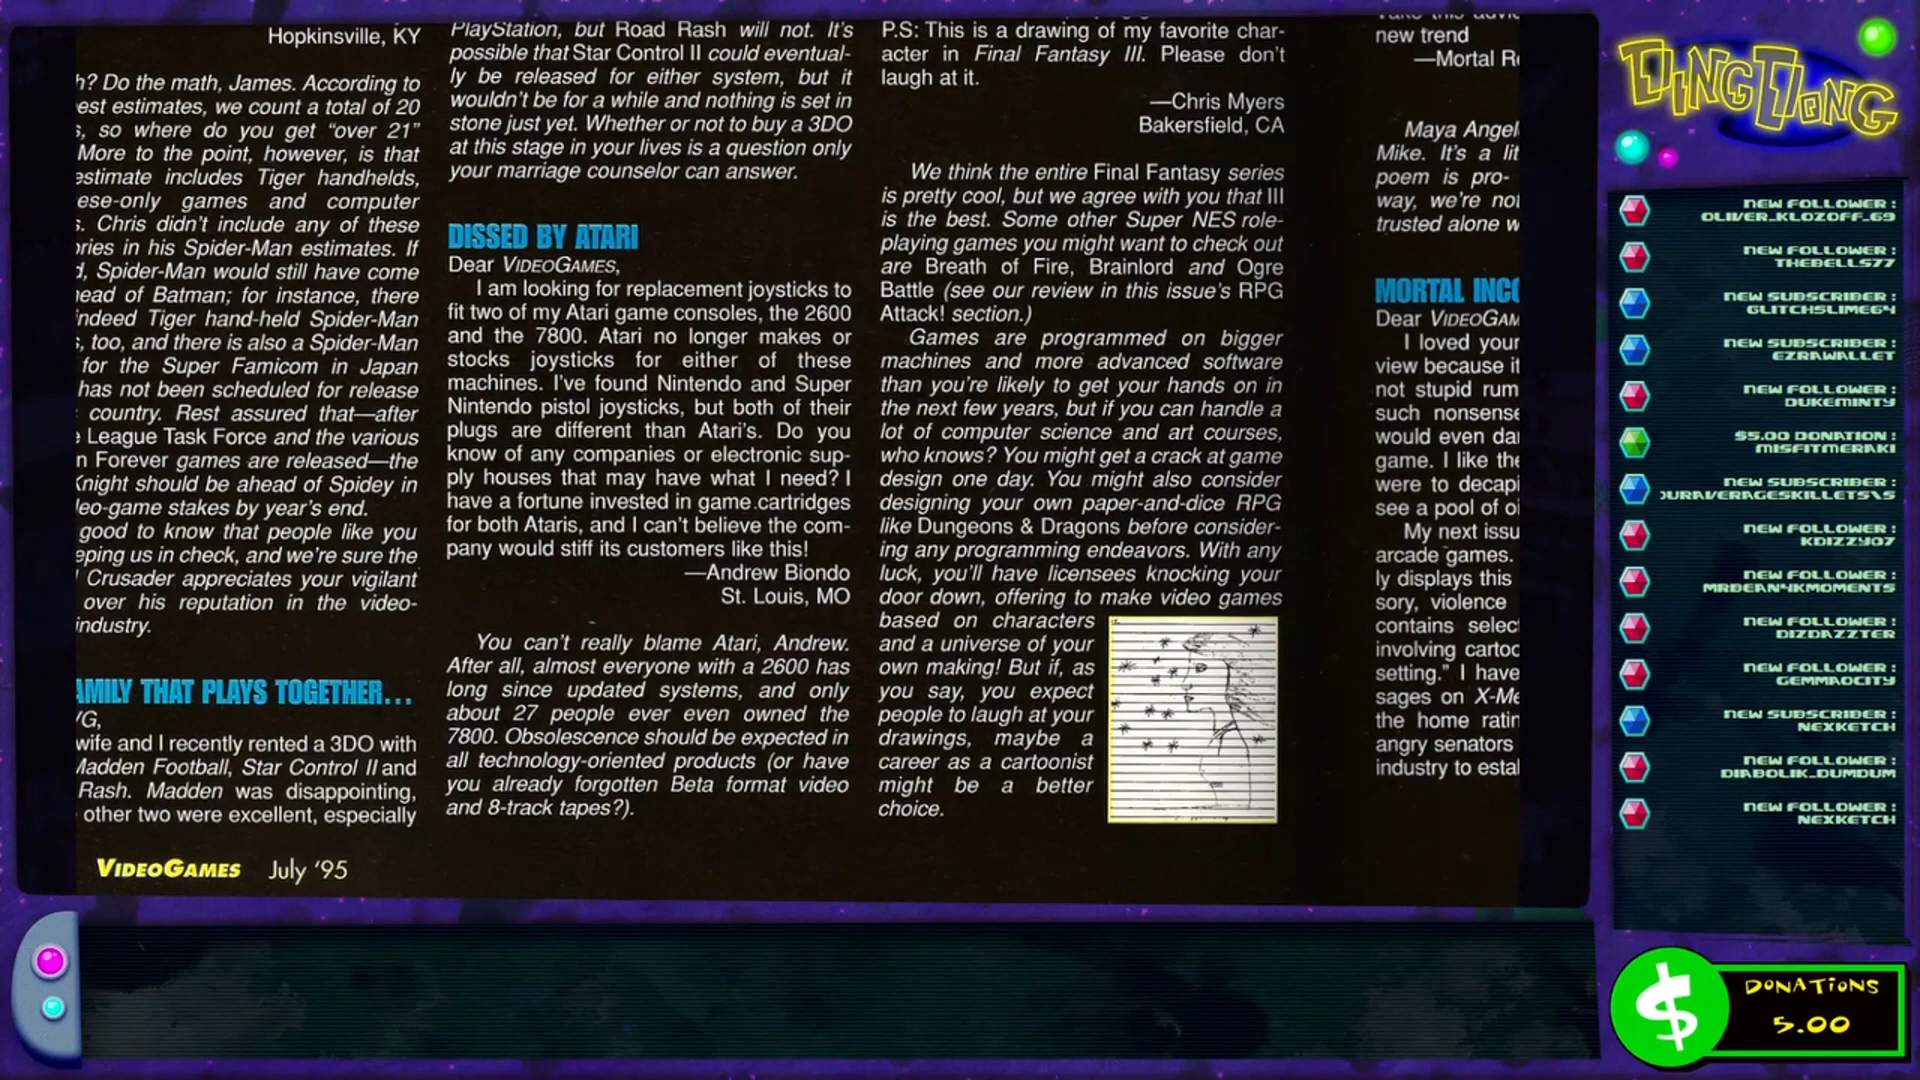 Hopkinsville, KY
h? Do the math, James. According to
est estimates, we count a total of 20
s, so where do you get “over 21”
More to the point, however, is that
estimate includes Tiger handhelds,
ese-only games and computer
s. Chris didn't include any of these
ories in his Spider-Man estimates. If
d, Spider-Man would still have come
ead of Batman; for instance, there
indeed Tiger hand-held Spider-Man
s, too, and there is also a Spider-Man
for the Super Famicom in Japan
has not been scheduled for release
country. Rest assured that—after
e League Task Force and the various
n Forever games are released—the
Knight should be ahead of Spidey in
leo-game stakes by year's end.
good to know that people like you
eping us in check, and we're sure the
Crusader appreciates your vigilant
over his reputation in the video-
industry.
AMILY THAT PLAYS TOGETHER...
VG,
wife and I recently rented a 3DO with
Madden Football, Star Control II and
Rash. Madden was disappointing,
other two were excellent, especially
VIDEOGAMES July '95
PlayStation, but Road Rash will not. It's
possible that Star Control II could eventual-
ly be released for either system, but it
wouldn't be for a while and nothing is set in
stone just yet. Whether or not to buy a 3DO
at this stage in your lives is a question only
your marriage counselor can answer.
DISSED BY ATARI
Dear VIDEOGAMES,
I am looking for replacement joysticks to
fit two of my Atari game consoles, the 2600
and the 7800. Atari no longer makes or
stocks joysticks for either of these
machines. I've found Nintendo and Super
Nintendo pistol joysticks, but both of their
plugs are different than Atari's. Do you
know of any companies or electronic sup-
ply houses that may have what I need? I
have a fortune invested in game cartridges
for both Ataris, and I can't believe the com-
pany would stiff its customers like this!
—Andrew Biondo
St. Louis, MO
You can't really blame Atari, Andrew.
After all, almost everyone with a 2600 has
long since updated systems, and only
about 27 people ever even owned the
7800. Obsolescence should be expected in
all technology-oriented products (or have
you already forgotten Beta format video
and 8-track tapes?).
P.S: This is a drawing of my favorite char-
acter in Final Fantasy III. Please don't
laugh at it.
—Chris Myers
Bakersfield, CA
We think the entire Final Fantasy series
is pretty cool, but we agree with you that III
is the best. Some other Super NES role-
playing games you might want to check out
are Breath of Fire, Brainlord and Ogre
Battle (see our review in this issue's RPG
Attack! section.)
Games are programmed on bigger
machines and more advanced software
than you're likely to get your hands on in
the next few years, but if you can handle a
lot of computer science and art courses,
who knows? You might get a crack at game
design one day. You might also consider
designing your own paper-and-dice RPG
like Dungeons & Dragons before consider-
ing any programming endeavors. With any
luck, you'll have licensees knocking your
door down, offering to make video games
based on characters
and a universe of your
own making! But if, as
you say, you expect
people to laugh at your
drawings, maybe a
career as a cartoonist
might be a better
choice.
new trend
—Mortal R
Maya Angel
Mike. It's a lit
poem is pro-
way, we're not
trusted alone w
MORTAL INCO
Dear VIDEOGAM
I loved your
view because it
not stupid rum
such nonsense
would even dar
game. I like the
were to decapi
see a pool of oi
My next issu
arcade games.
ly displays this
sory, violence
contains selec
involving cartoo
setting.” I have
sages on X-Me
the home ratin
angry senators
industry to estal
NEW FOLLOWER :
OLIVER_KLOZOFF_69
NEW FOLLOWER :
THEBELLS77
NEW SUBSCRIBER :
GLITCHSLIME64
NEW SUBSCRIBER :
EZRAWALLET
NEW FOLLOWER :
DUKEMINTY
$5.00 DONATION :
MISFITMERAKI
NEW SUBSCRIBER :
OURAVERAGESKILLETS\S
NEW FOLLOWER :
KDIZZY07
NEW FOLLOWER :
MRBEAN4KMOMENTS
NEW FOLLOWER :
DIZDAZZTER
NEW FOLLOWER :
GEMMAOCITY
NEW SUBSCRIBER :
NEXKETCH
NEW FOLLOWER :
DIABOLIK_DUMDUM
NEW FOLLOWER :
NEXKETCH
$
DONATIONS
5.00